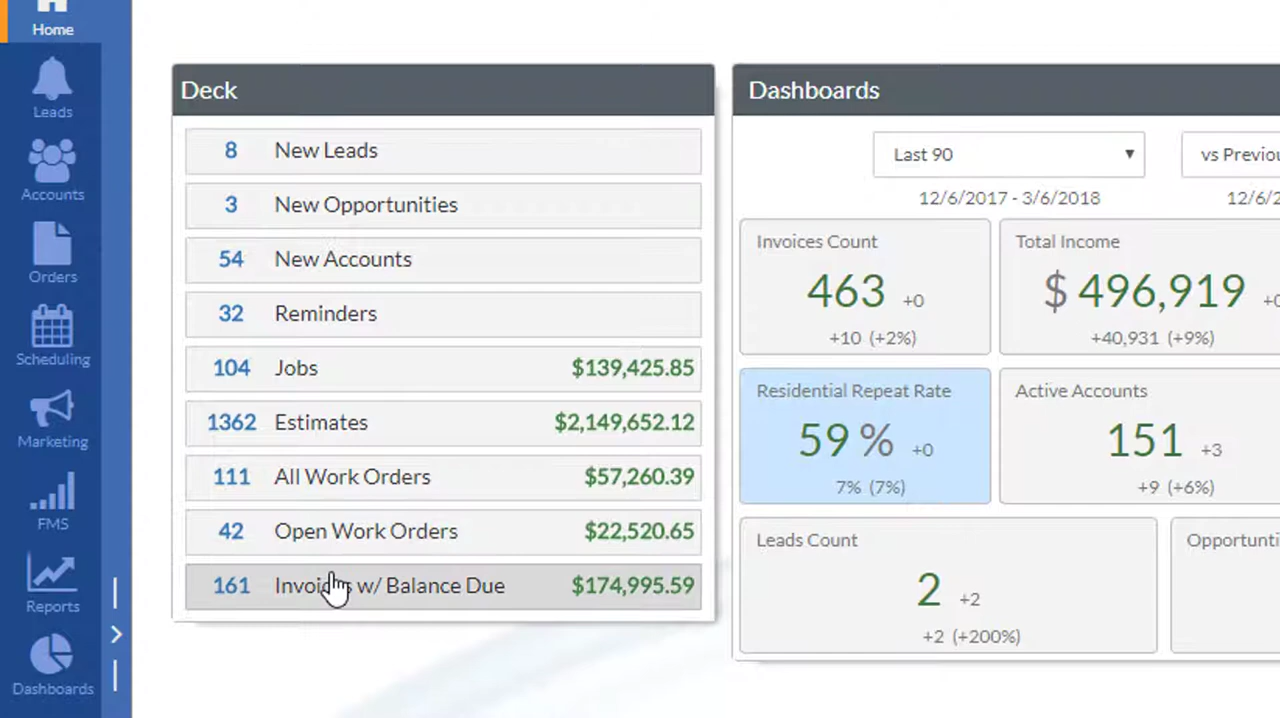 Home
Leads
Accounts
Orders
Scheduling
Marketing
FMS
Reports
Dashboards
Deck
8 New Leads
3 New Opportunities
54 New Accounts
32 Reminders
104 Jobs $139,425.85
1362 Estimates $2,149,652.12
111 All Work Orders $57,260.39
42 Open Work Orders $22,520.65
161 Invoices w/ Balance Due $174,995.59
Dashboards
Last 90 ▼ vs Previou
12/6/2017 - 3/6/2018 12/6/2
Invoices Count
463 +0
+10 (+2%)
Total Income
$ 496,919 +0
+40,931 (+9%)
Residential Repeat Rate
59 % +0
7% (7%)
Active Accounts
151 +3
+9 (+6%)
Leads Count
2 +2
+2 (+200%)
Opportuniti